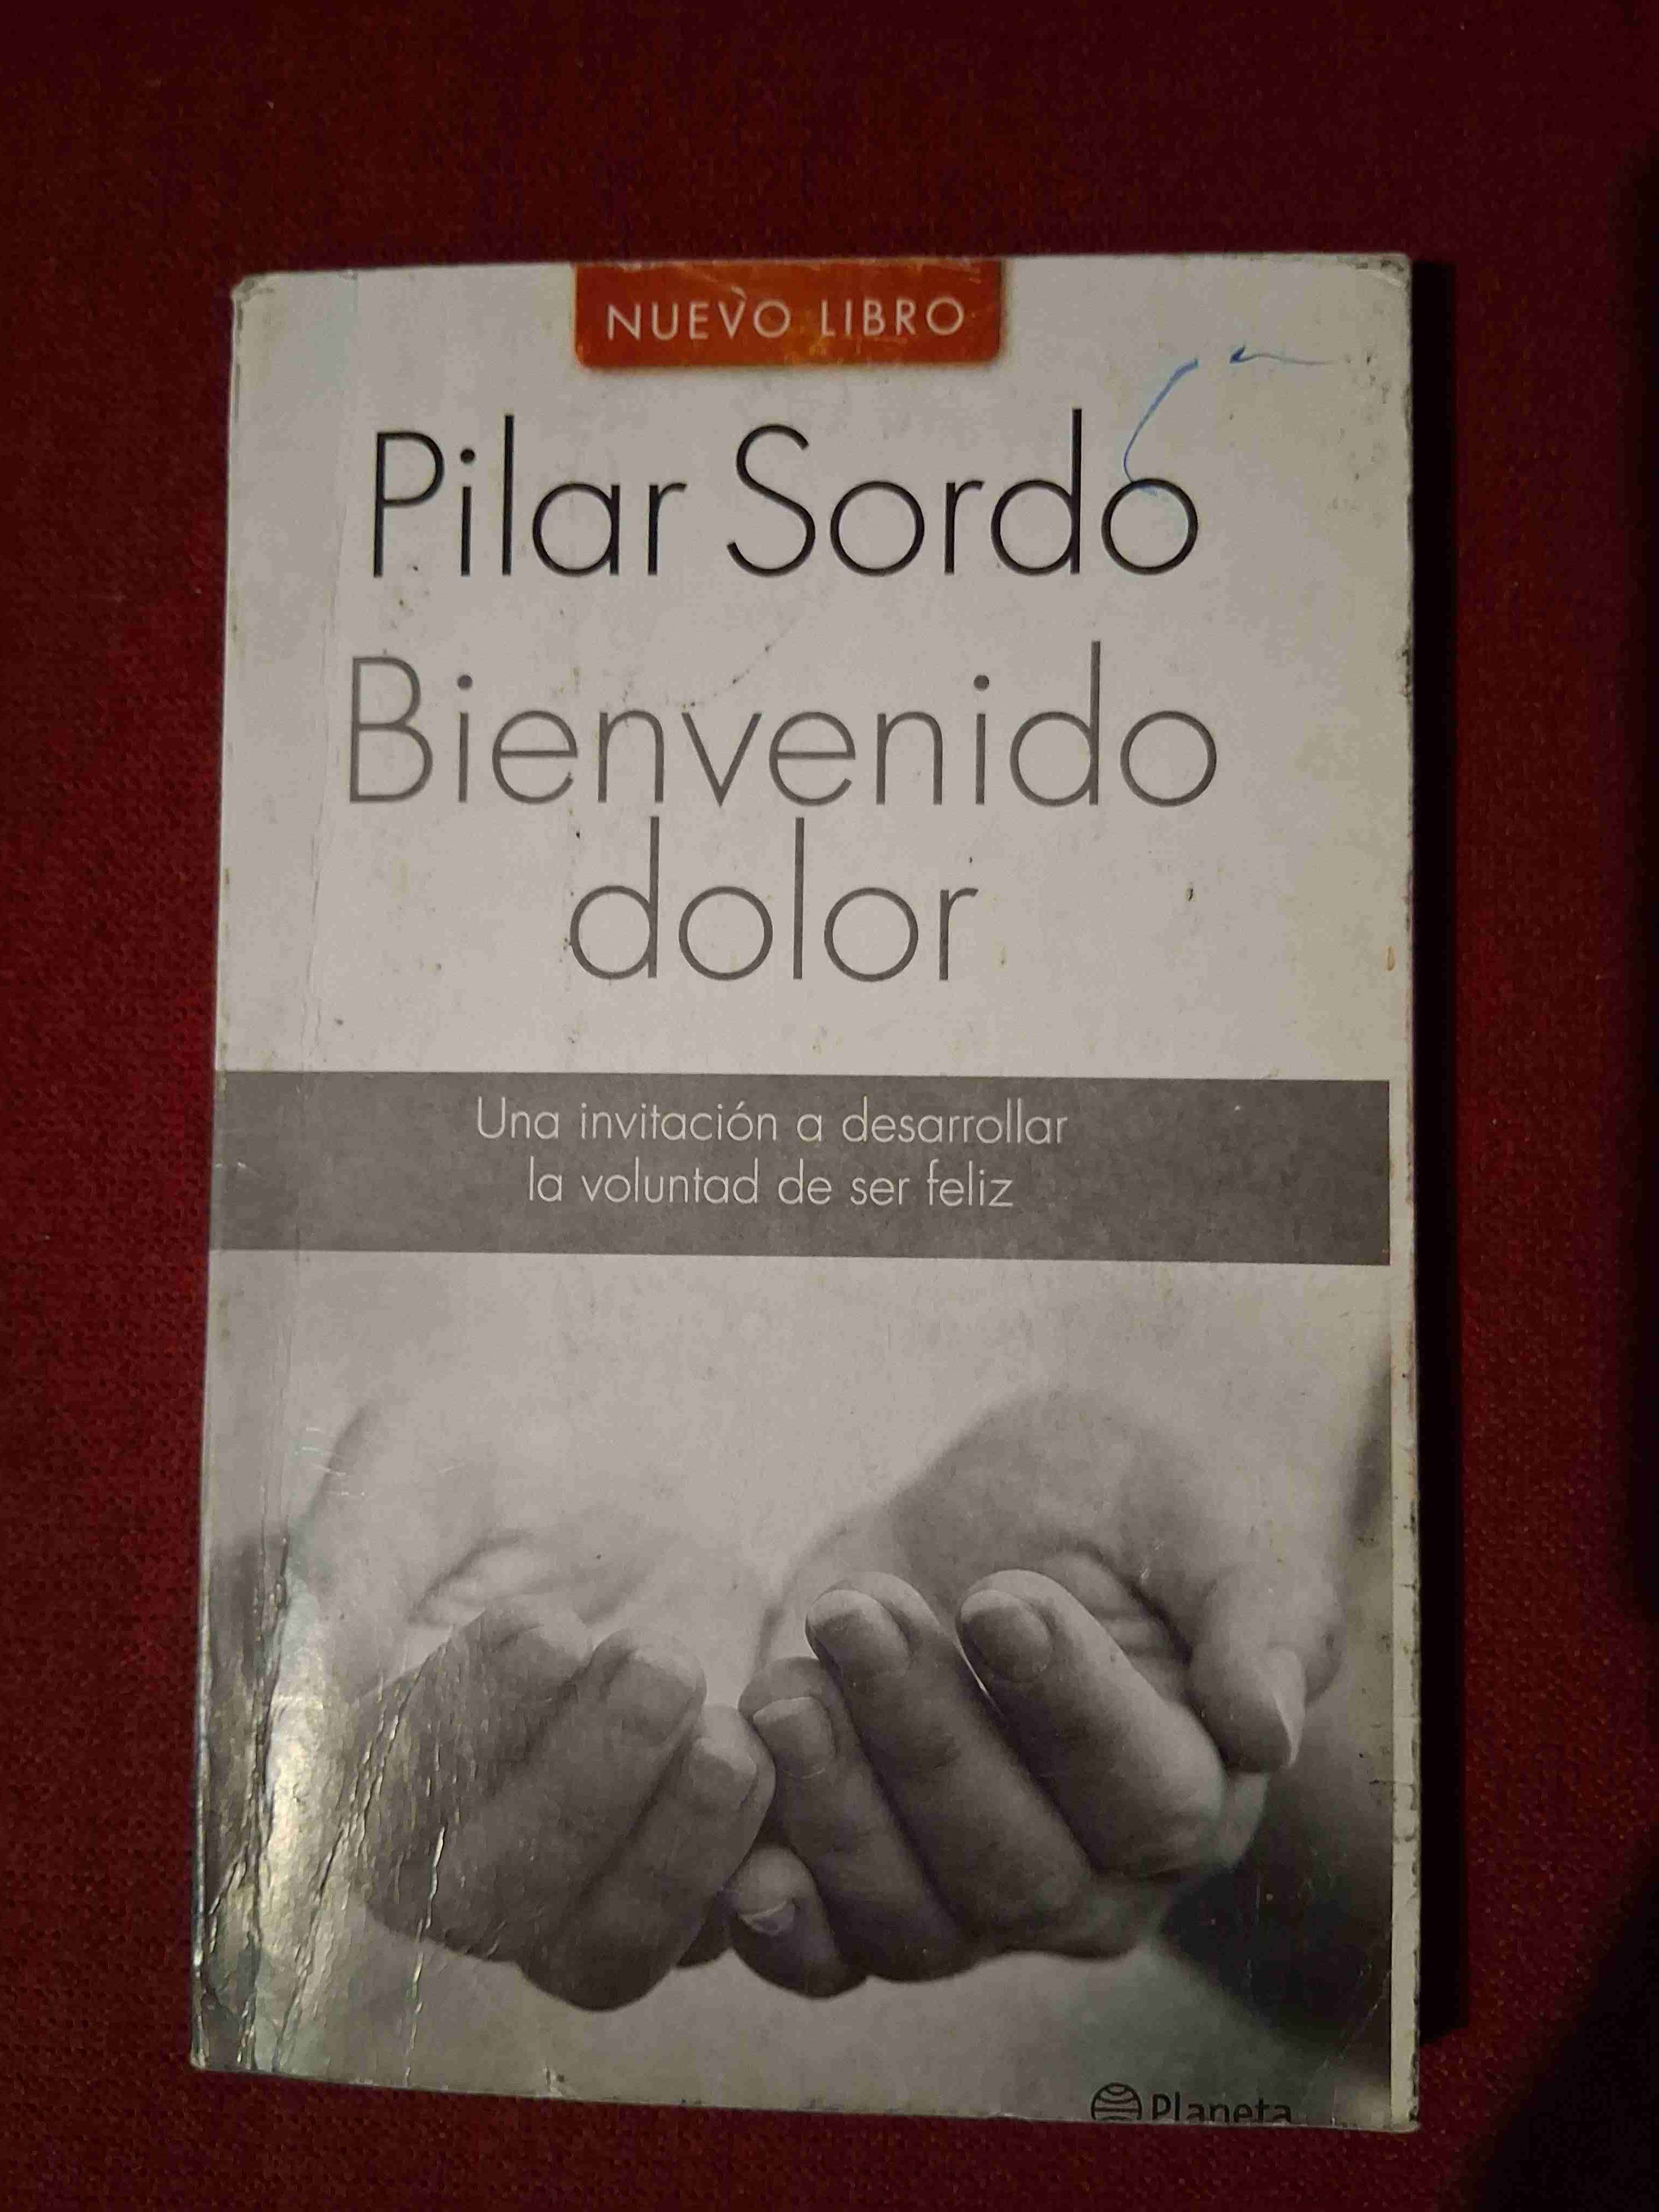 NUEVO LIBRO
Pilar Sordo
Bienvenido
dolor
Una invitación a desarrollar
la voluntad de ser feliz
Planeta